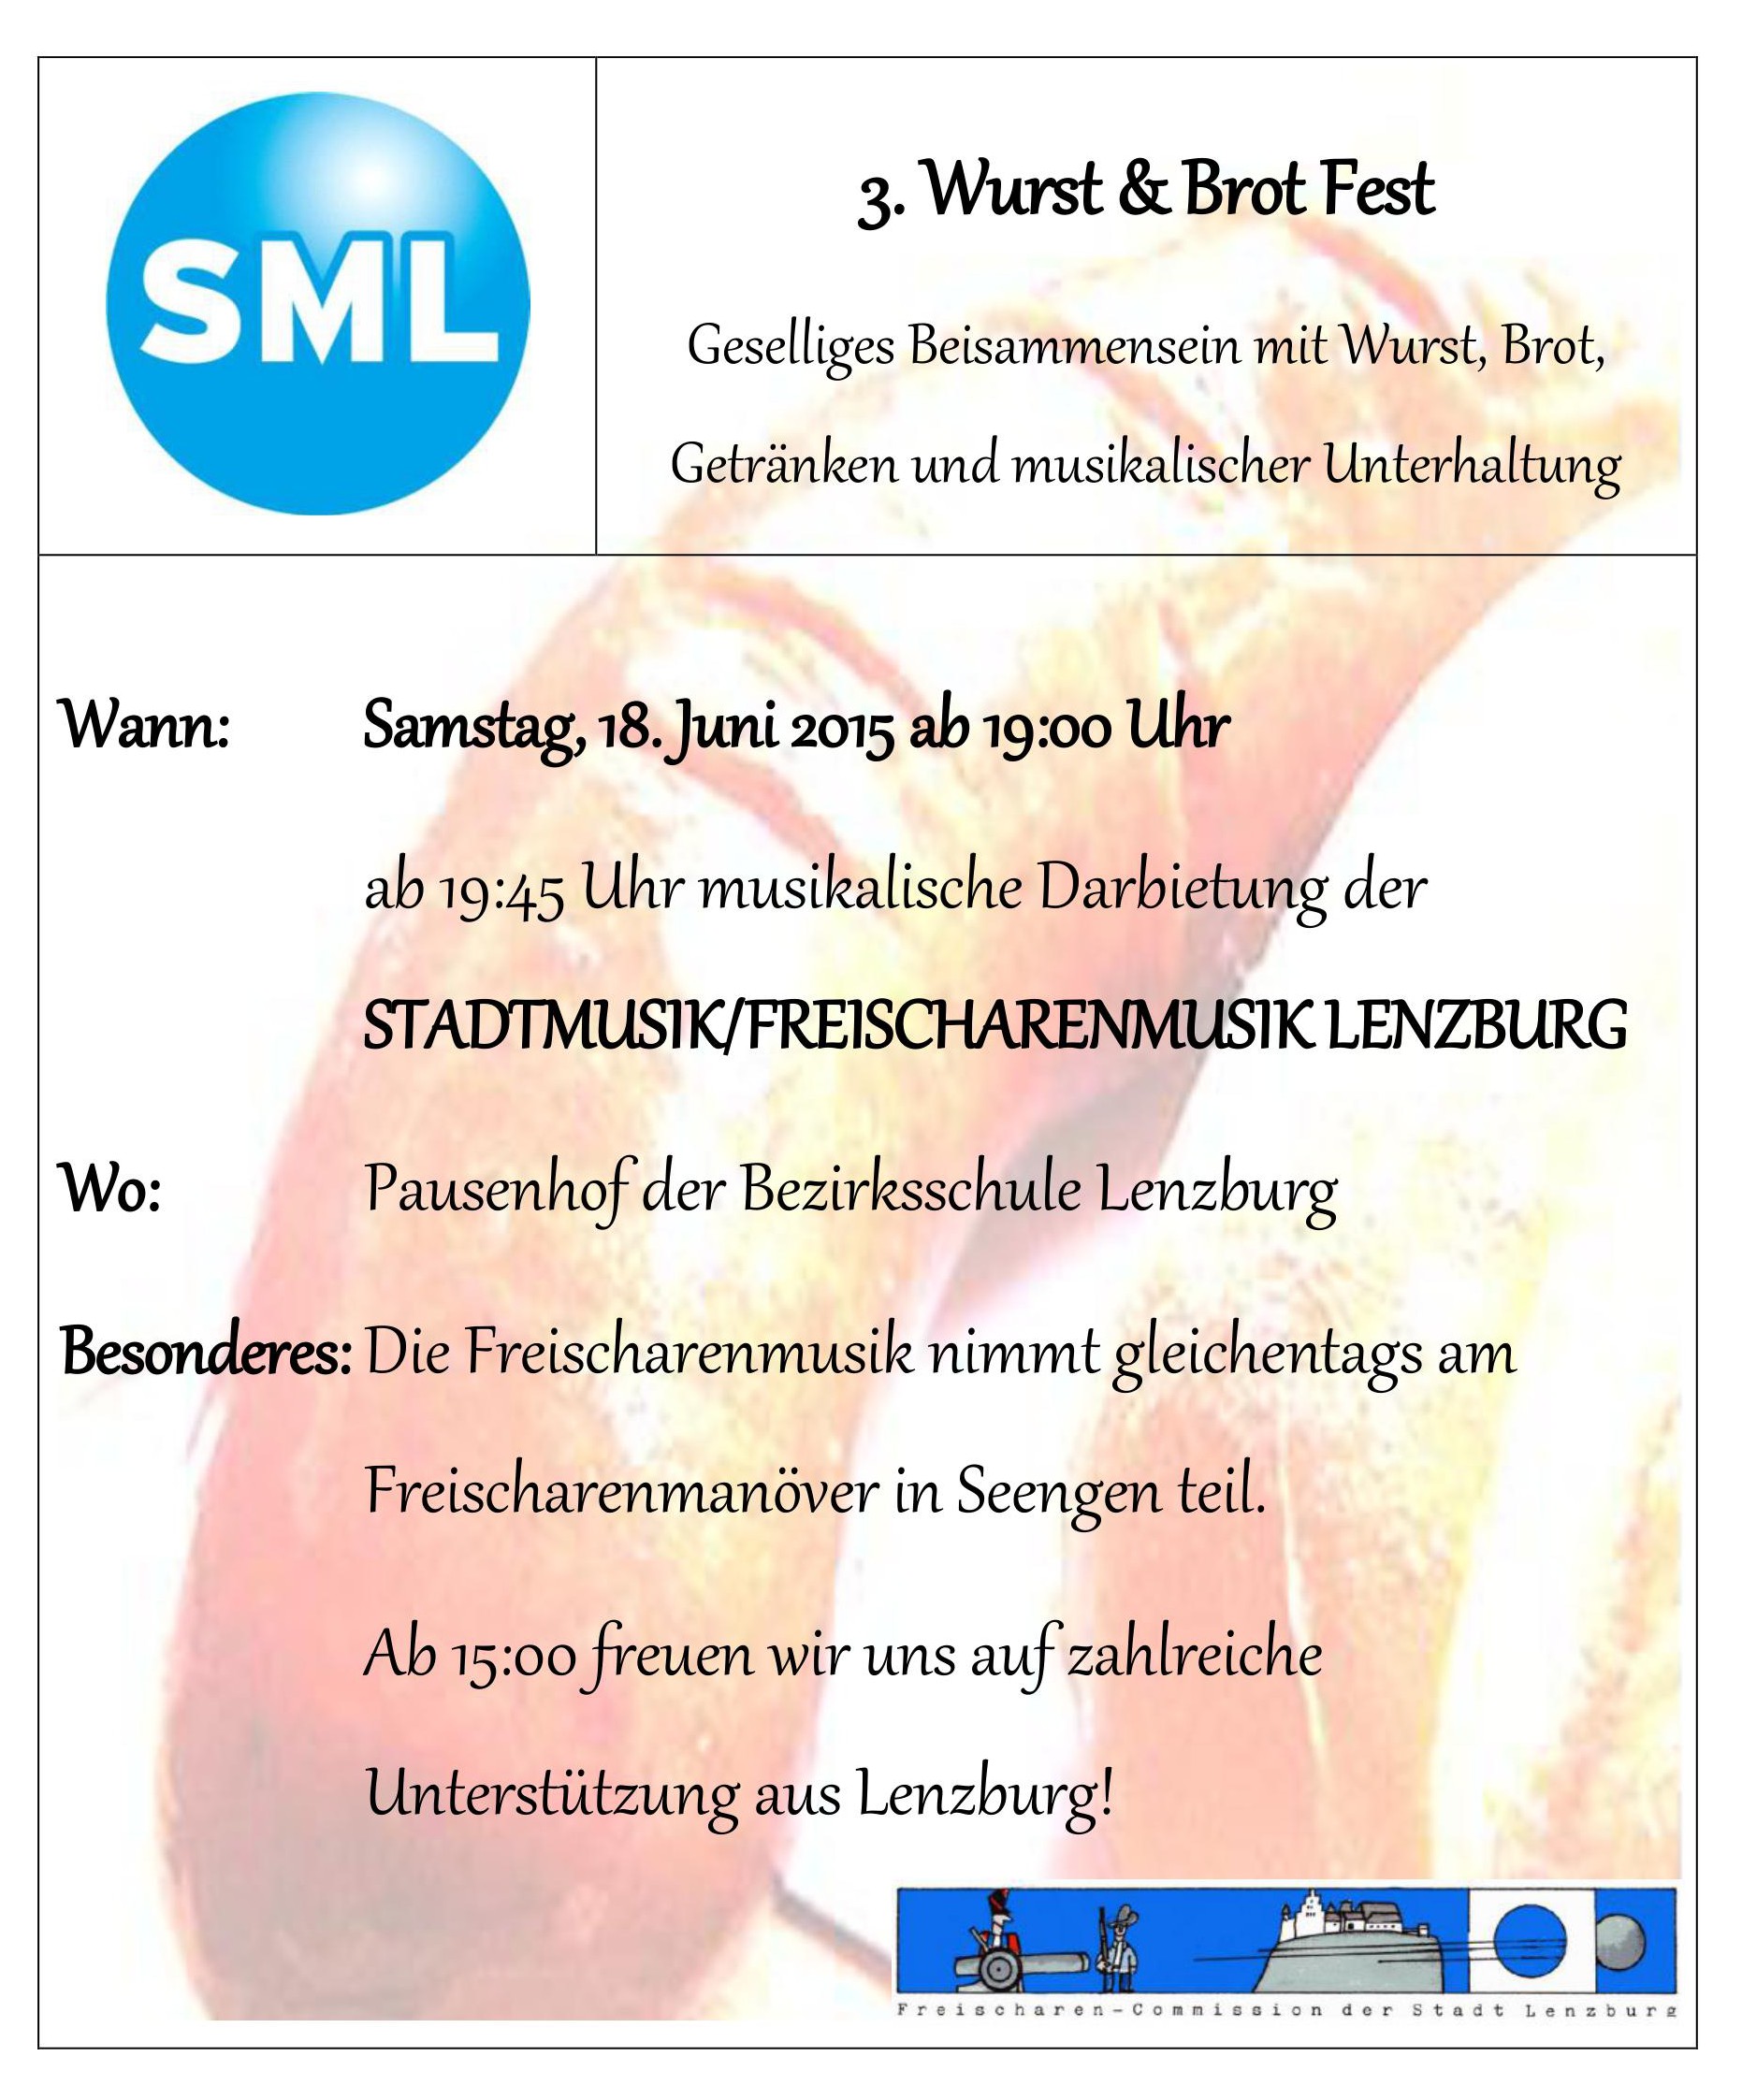 SML
3. Wurst & Brot Fest
Geselliges Beisammensein mit Wurst, Brot,
Getränken und musikalischer Unterhaltung
Wann: Samstag, 18. Juni 2015 ab 19:00 Uhr
ab 19:45 Uhr musikalische Darbietung der
STADTMUSIK/FREISCHARENMUSIK LENZBURG
Wo: Pausenhof der Bezirksschule Lenzburg
Besonderes: Die Freischarenmusik nimmt gleichentags am
Freischarenmanöver in Seengen teil.
Ab 15:00 freuen wir uns auf zahlreiche
Unterstützung aus Lenzburg!
Freischaren-Commission der Stadt Lenzburg